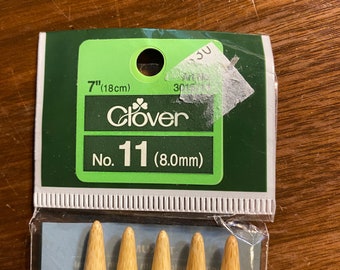 7" (18cm)
Clover
No. 11 (8.0mm)